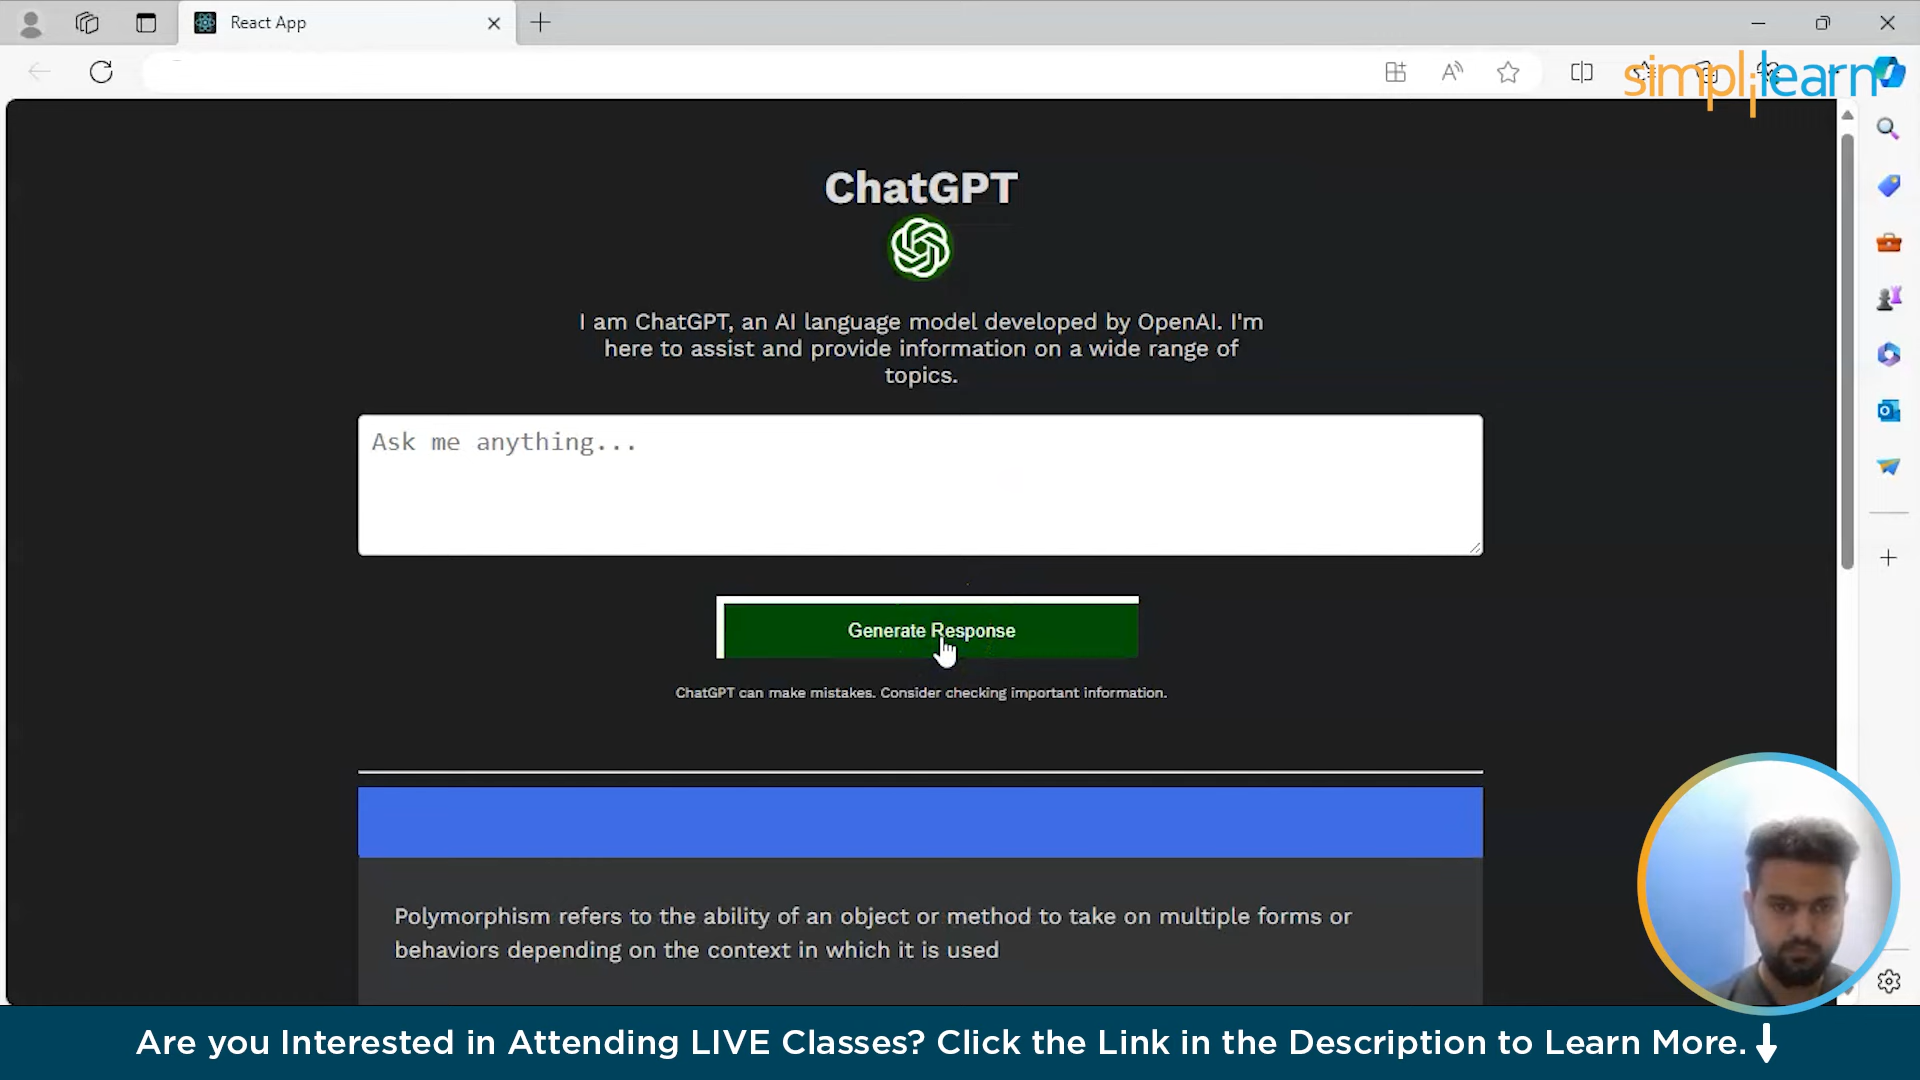 React App
simplilearn
ChatGPT
I am ChatGPT, an AI language model developed by OpenAI. I'm
here to assist and provide information on a wide range of
topics.
Ask me anything...
Generate Response
ChatGPT can make mistakes. Consider checking important information.
Polymorphism refers to the ability of an object or method to take on multiple forms or
behaviors depending on the context in which it is used
Are you Interested in Attending LIVE Classes? Click the Link in the Description to Learn More.